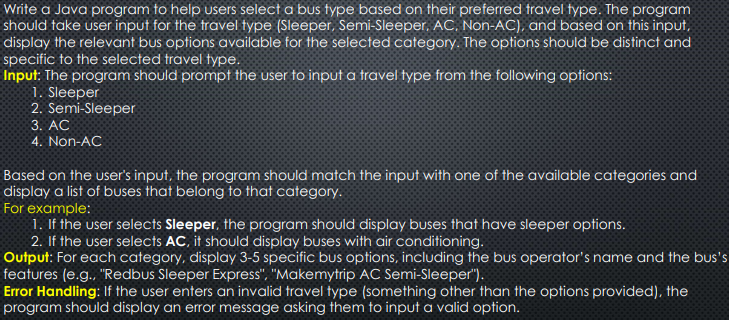 Write a Java program to help users select a bus type based on their preferred travel type. The program
should take user input for the travel type (Sleeper, Semi-Sleeper, AC, Non-AC), and based on this input,
display the relevant bus options available for the selected category. The options should be distinct and
specific to the selected travel type.
Input: The program should prompt the user to input a travel type from the following options:
1. Sleeper
2. Semi-Sleeper
3. AC
4. Non-AC
Based on the user's input, the program should match the input with one of the available categories and
display a list of buses that belong to that category.
For example:
1. If the user selects Sleeper, the program should display buses that have sleeper options.
2. If the user selects AC, it should display buses with air conditioning.
Output: For each category, display 3-5 specific bus options, including the bus operator's name and the bus's
features (e.g., "Redbus Sleeper Express", "Makemytrip AC Semi-Sleeper").
Error Handling: If the user enters an invalid travel type (something other than the options provided), the
program should display an error message asking them to input a valid option.